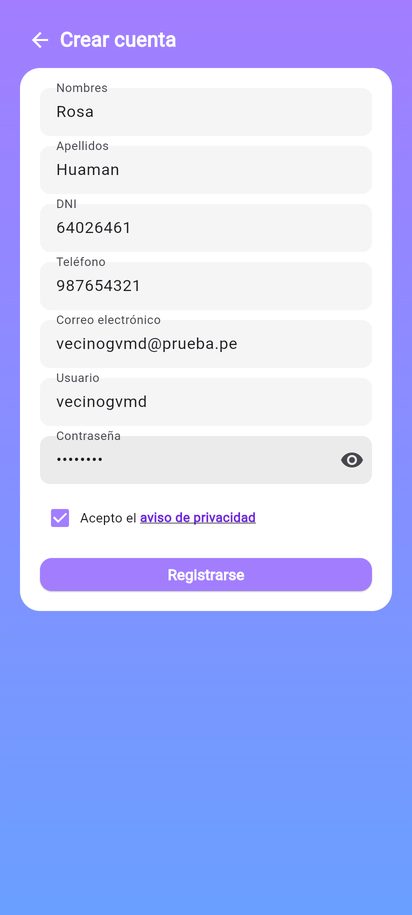 Crear cuenta
Nombres
Rosa
Apellidos
Huaman
DNI
64026461
Teléfono
987654321
Correo electrónico
vecinogvmd@prueba.pe
Usuario
vecinogvmd
Contraseña
••••••••
Acepto el aviso de privacidad
Registrarse